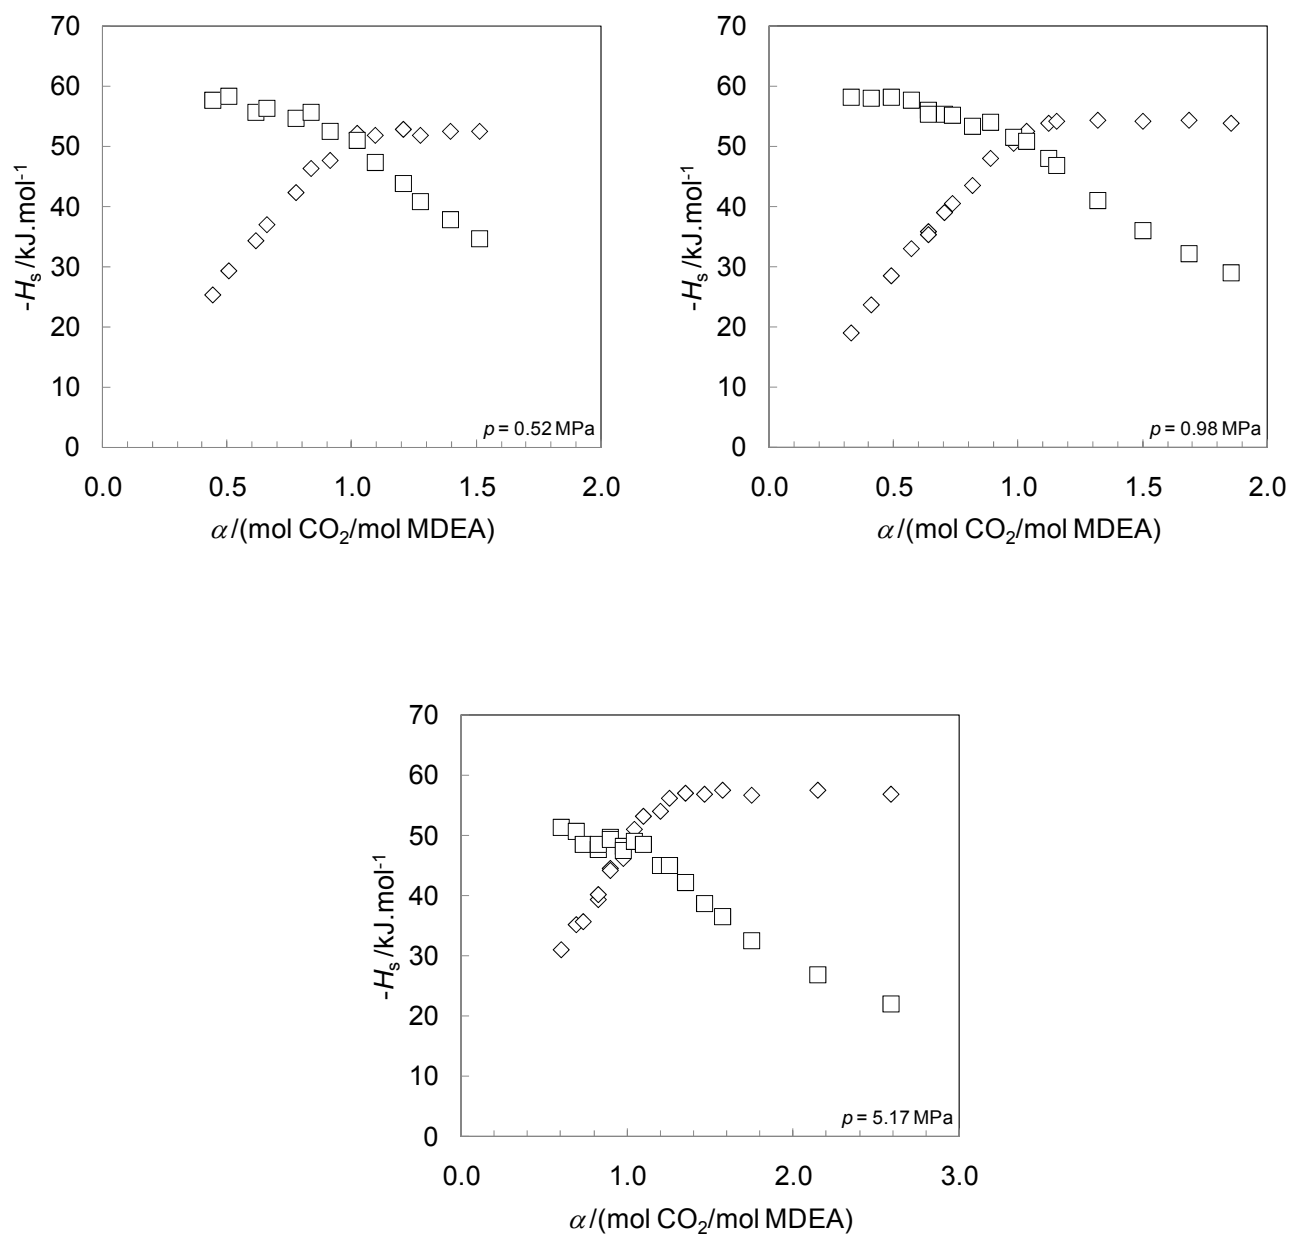 70
60
50
40
30
20
10
0
-Hs /kJ.mol-1
p = 0.52 MPa
0.0 0.5 1.0 1.5 2.0
α/(mol CO2/mol MDEA)
70
60
50
40
30
20
10
0
-Hs /kJ.mol-1
p = 0.98 MPa
0.0 0.5 1.0 1.5 2.0
α/(mol CO2/mol MDEA)
70
60
50
40
30
20
10
0
-Hs /kJ.mol-1
p = 5.17 MPa
0.0 1.0 2.0 3.0
α/(mol CO2/mol MDEA)